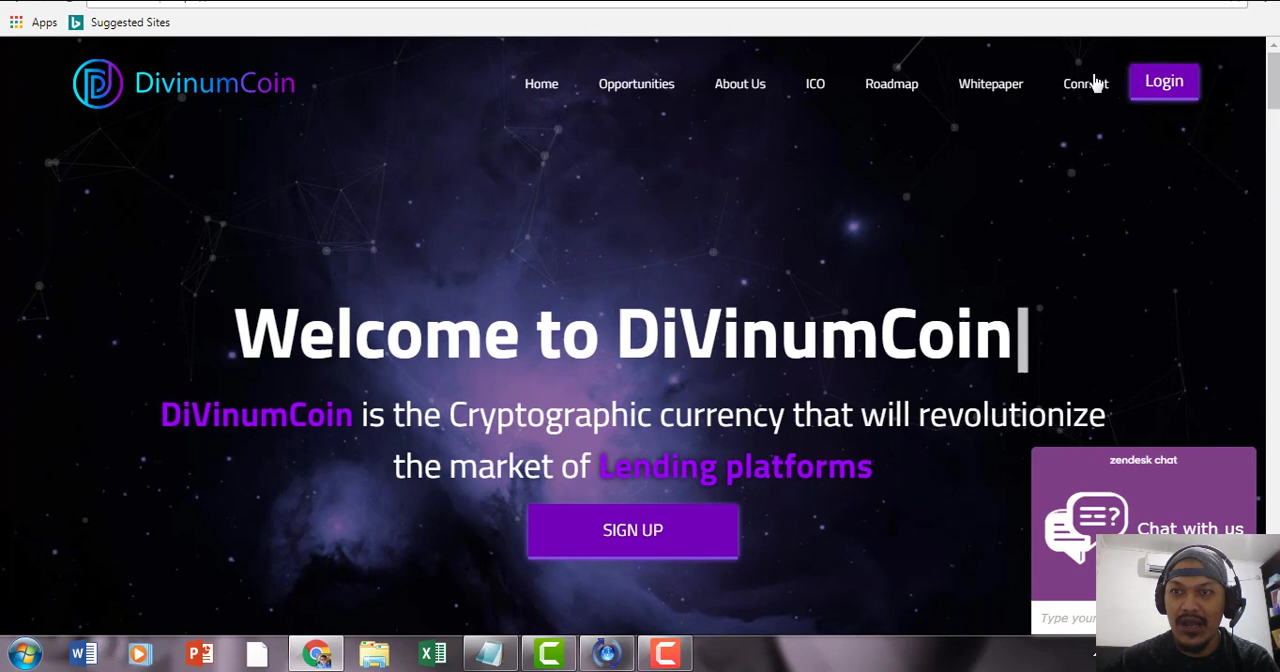 Apps Suggested Sites
DivinumCoin
Home Opportunities About Us ICO Roadmap Whitepaper Login
Welcome to DiVinumCoin
DiVinumCoin is the Cryptographic currency that will revolutionize
the market of Lending platforms
SIGN UP
zendesk chat
Chat with us
Type your